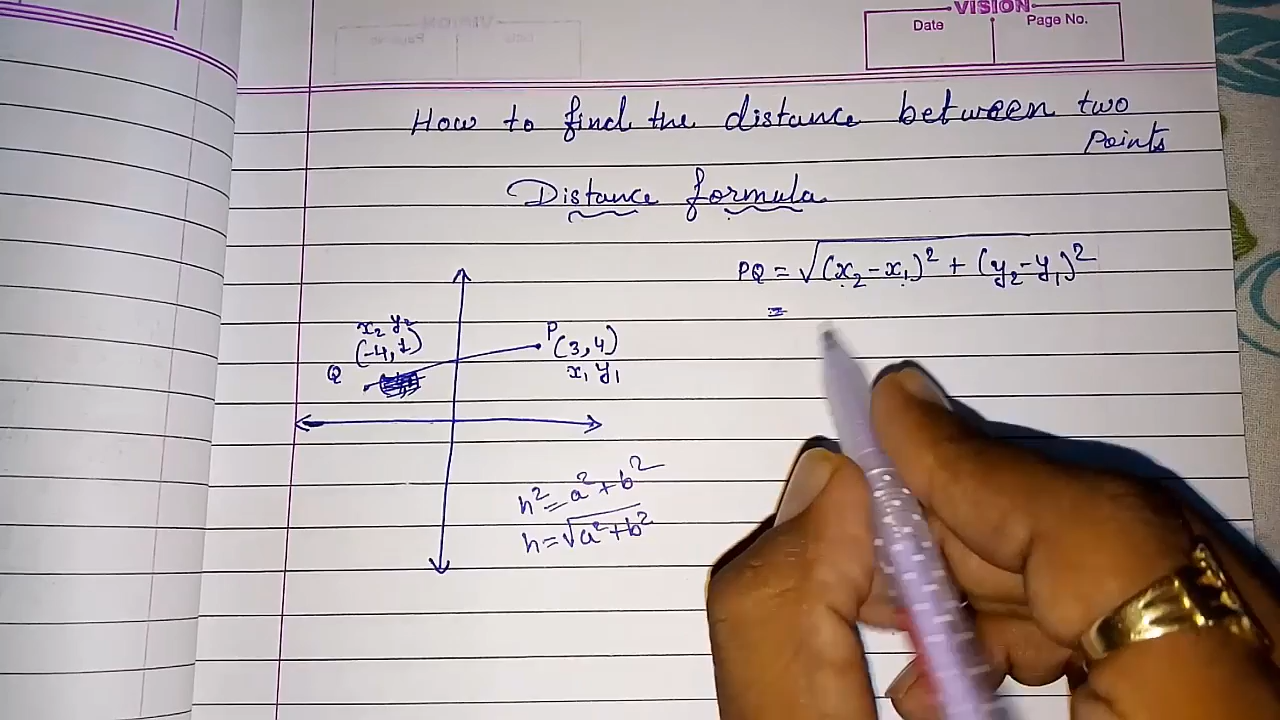 VISION
Date Page No.
How to find the distance between two
Points
Distance formula
PQ = √(x₂ - x₁)² + (y₂ - y₁)²
=
x₂ y₂
(-4, 1)
Q
P
(3, 4)
x₁ y₁
h² = a² + b²
h = √a² + b²